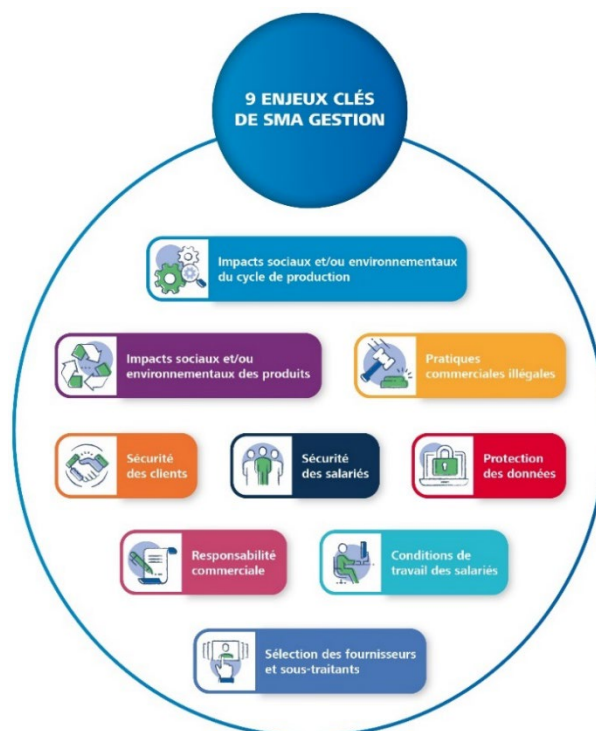 9 ENJEUX CLÉS
DE SMA GESTION
Impacts sociaux et/ou environnementaux
du cycle de production
Impacts sociaux et/ou
environnementaux des produits
Pratiques
commerciales illégales
Sécurité
des clients
Sécurité
des salariés
Protection
des données
Responsabilité
commerciale
Conditions de
travail des salariés
Sélection des fournisseurs
et sous-traitants